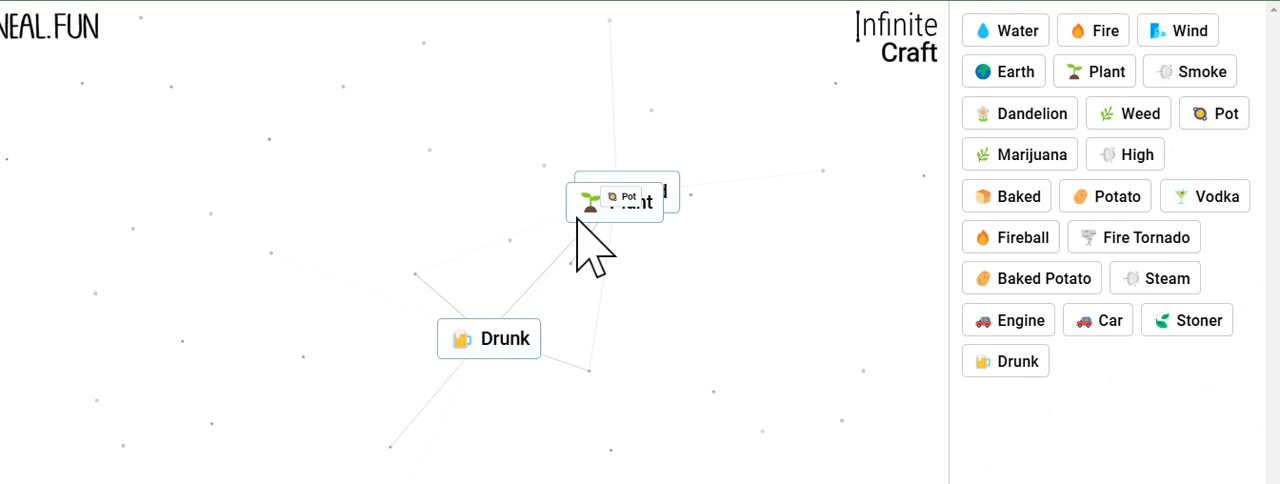 NEAL.FUN
Infinite
Craft
Pot
Plant
Drunk
Water
Fire
Wind
Earth
Plant
Smoke
Dandelion
Weed
Pot
Marijuana
High
Baked
Potato
Vodka
Fireball
Fire Tornado
Baked Potato
Steam
Engine
Car
Stoner
Drunk